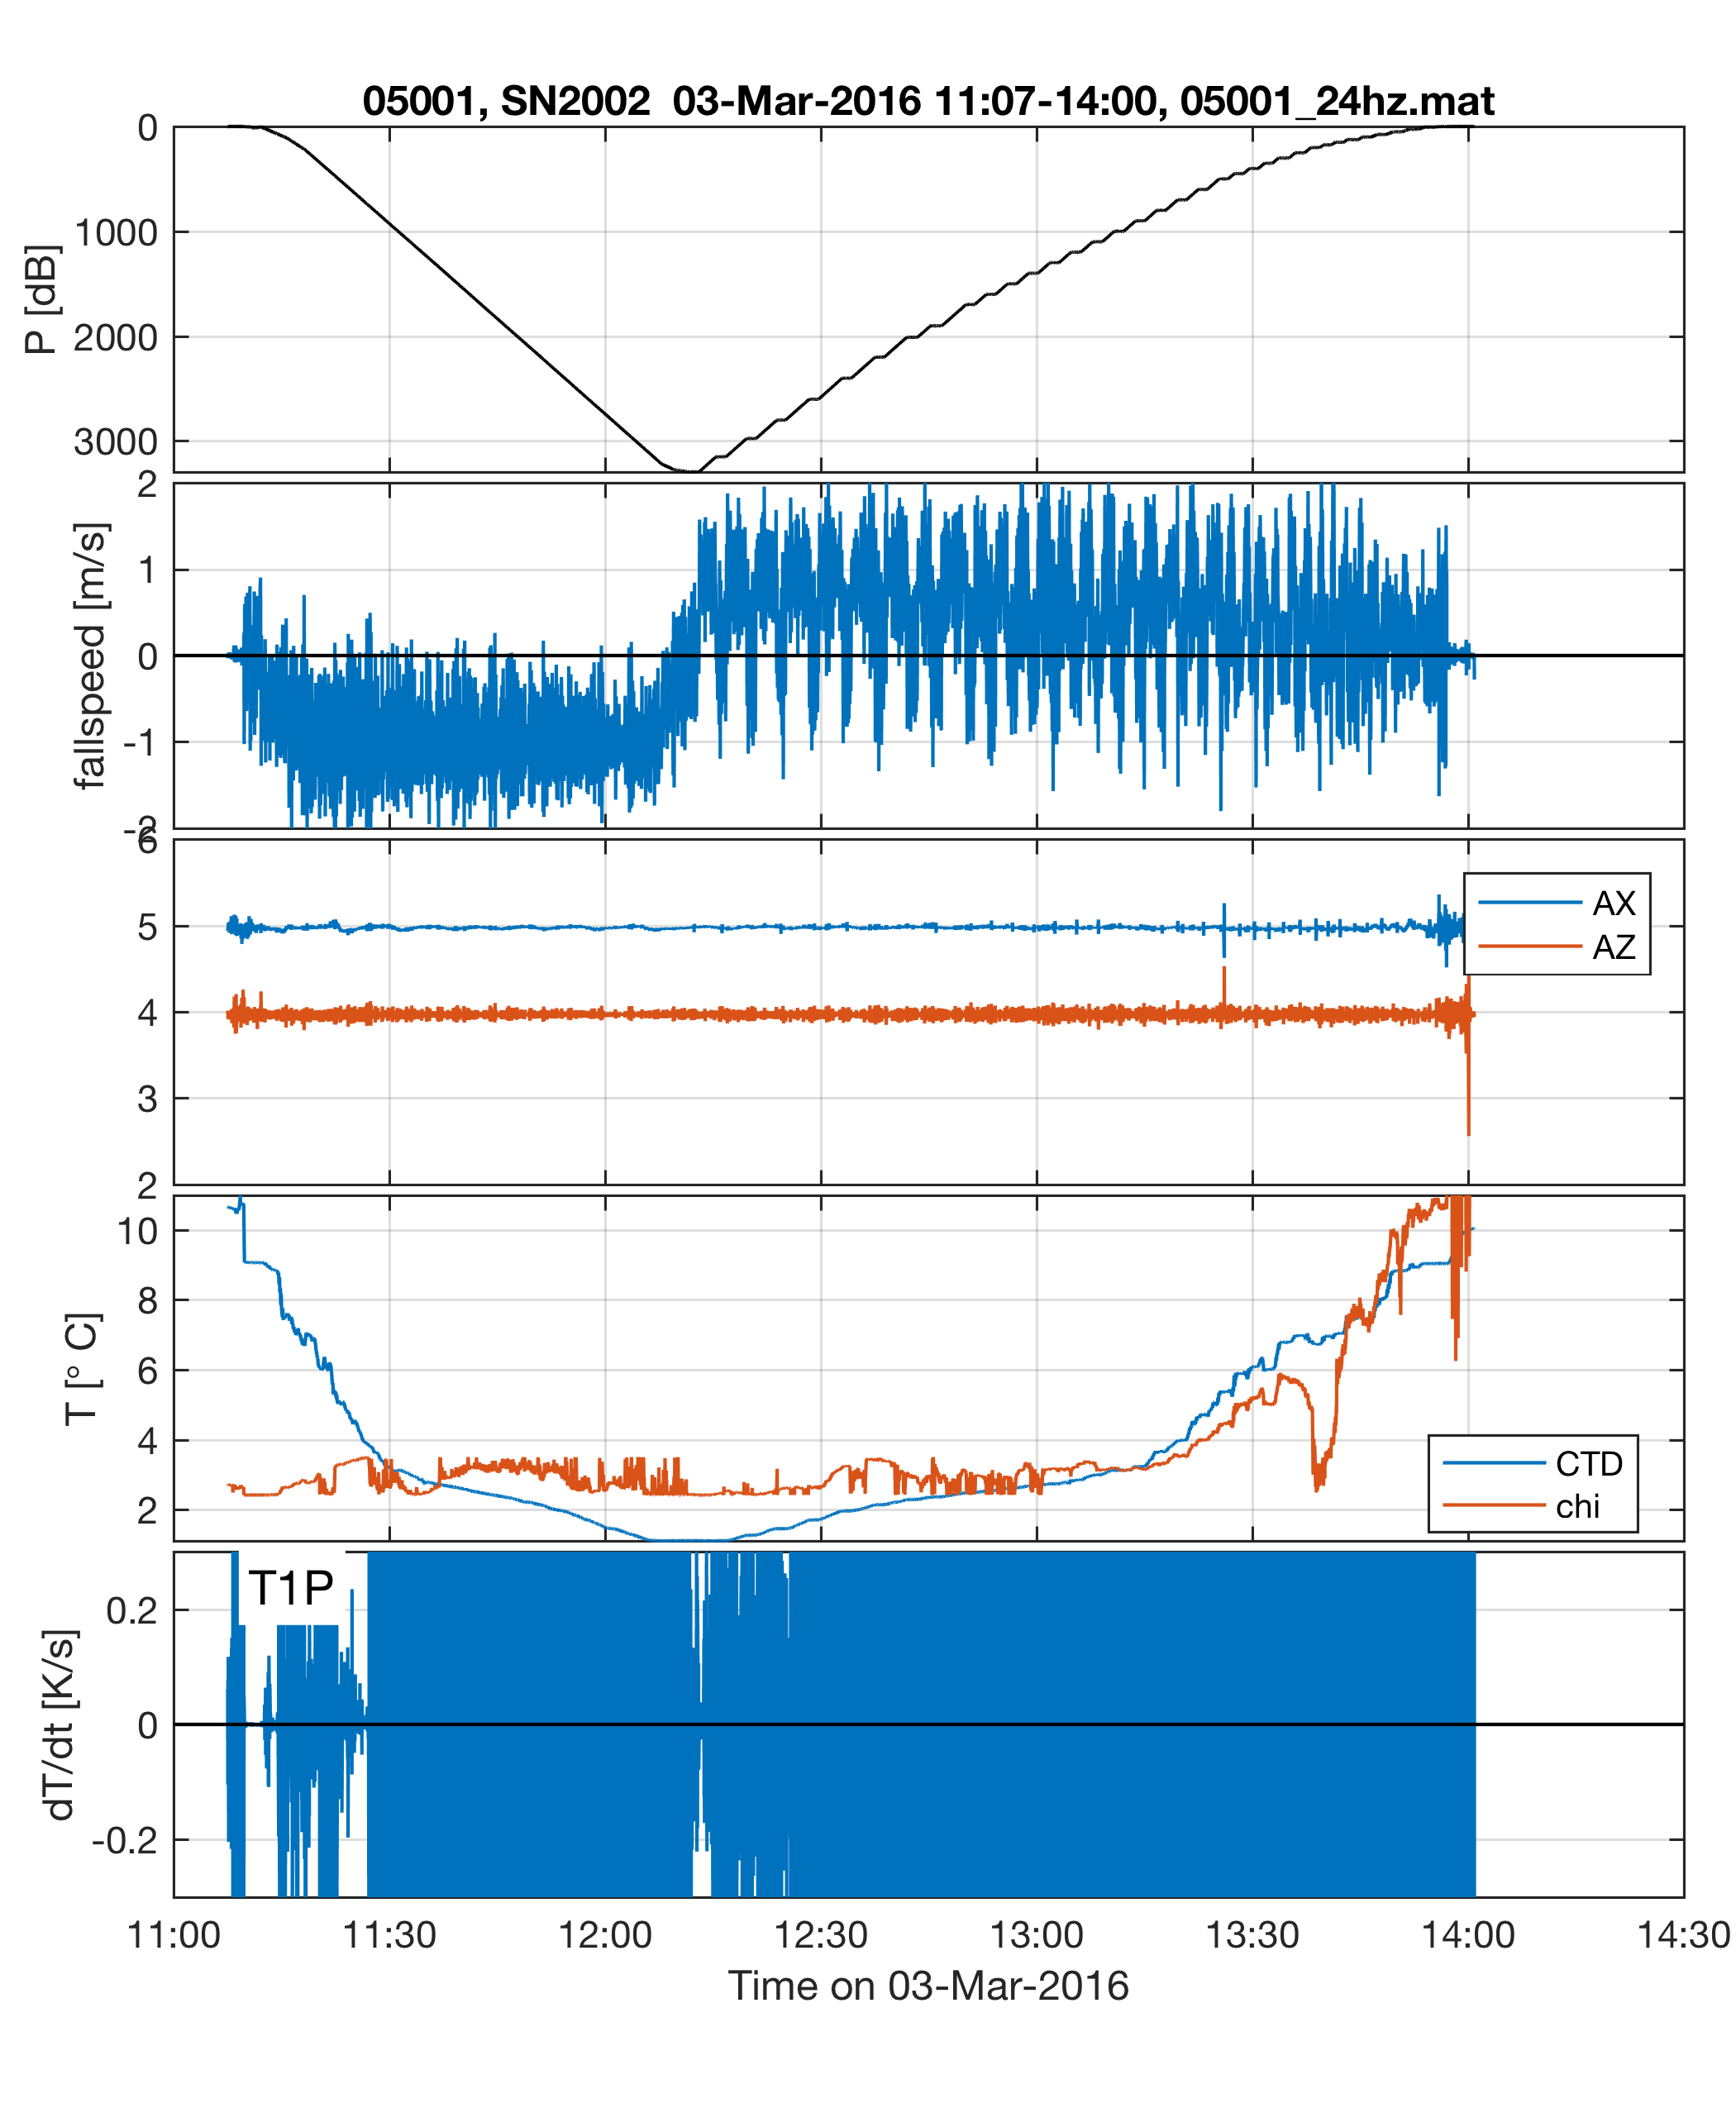 05001, SN2002  03-Mar-2016 11:07-14:00, 05001_24hz.mat
0
1000
2000
3000
P [dB]
2
1
0
-1
-2
fallspeed [m/s]
6
5
4
3
2
AX
AZ
10
8
6
4
2
T [° C]
CTD
chi
T1P
0.2
0
-0.2
dT/dt [K/s]
11:00 11:30 12:00 12:30 13:00 13:30 14:00 14:30
Time on 03-Mar-2016